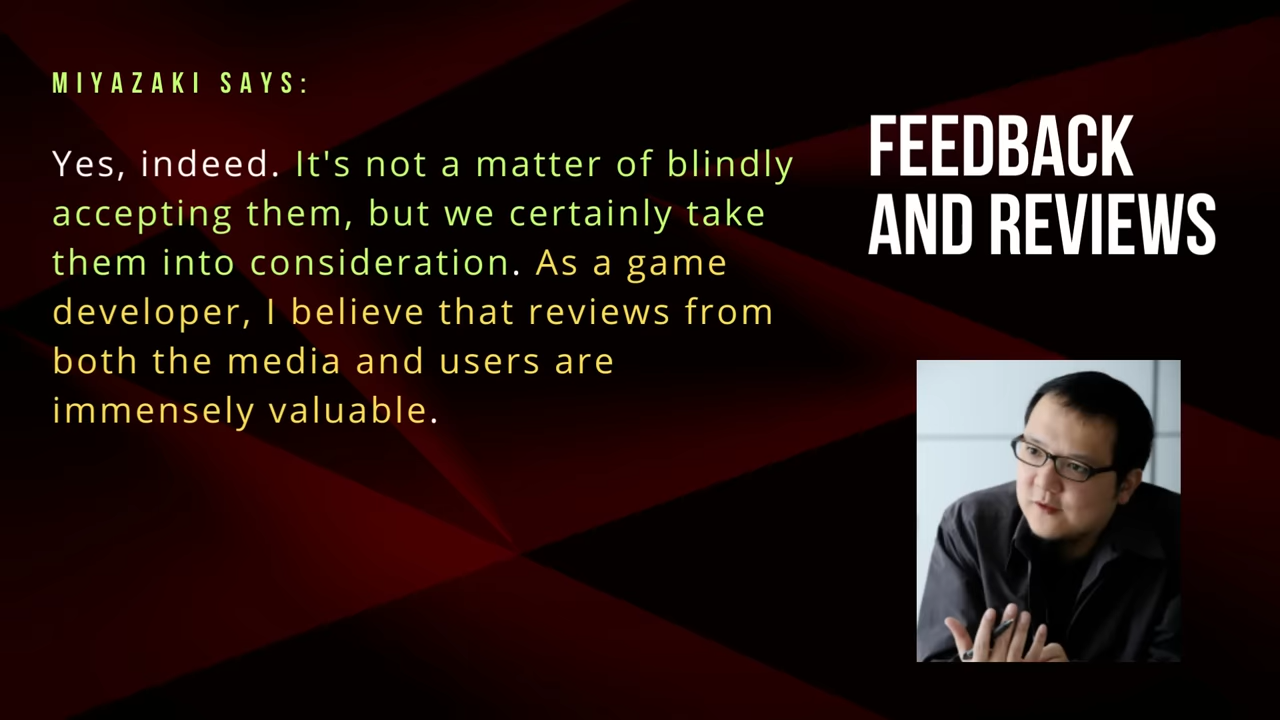 MIYAZAKI SAYS:
Yes, indeed. It's not a matter of blindly
accepting them, but we certainly take
them into consideration. As a game
developer, I believe that reviews from
both the media and users are
immensely valuable.
FEEDBACK
AND REVIEWS